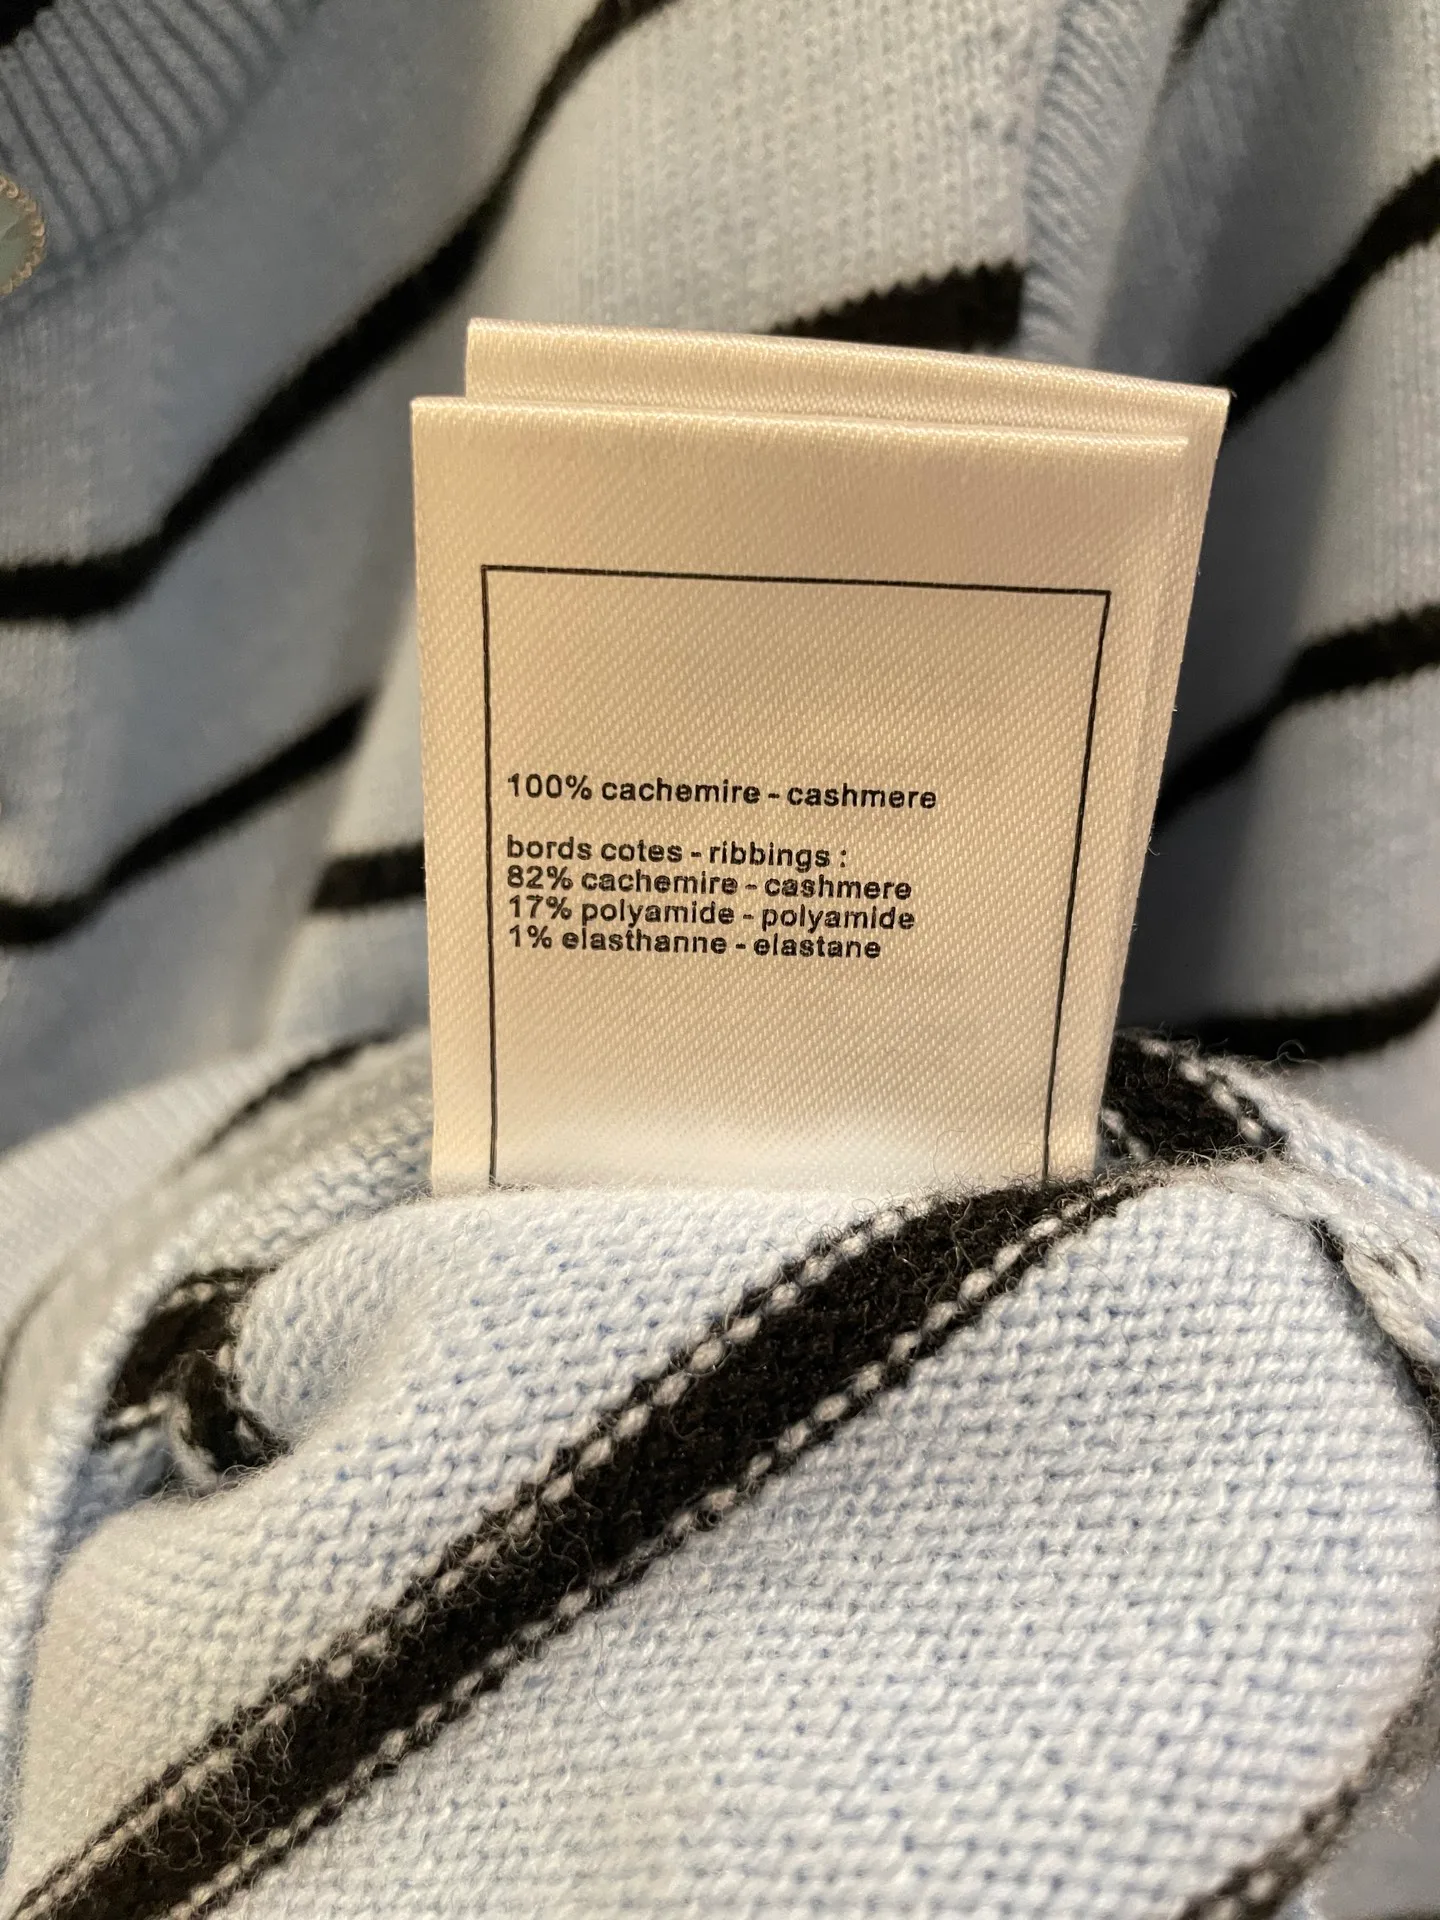 100% cachemire - cashmere
bords cotes - ribbings :
82% cachemire - cashmere
17% polyamide - polyamide
1% elasthanne - elastane